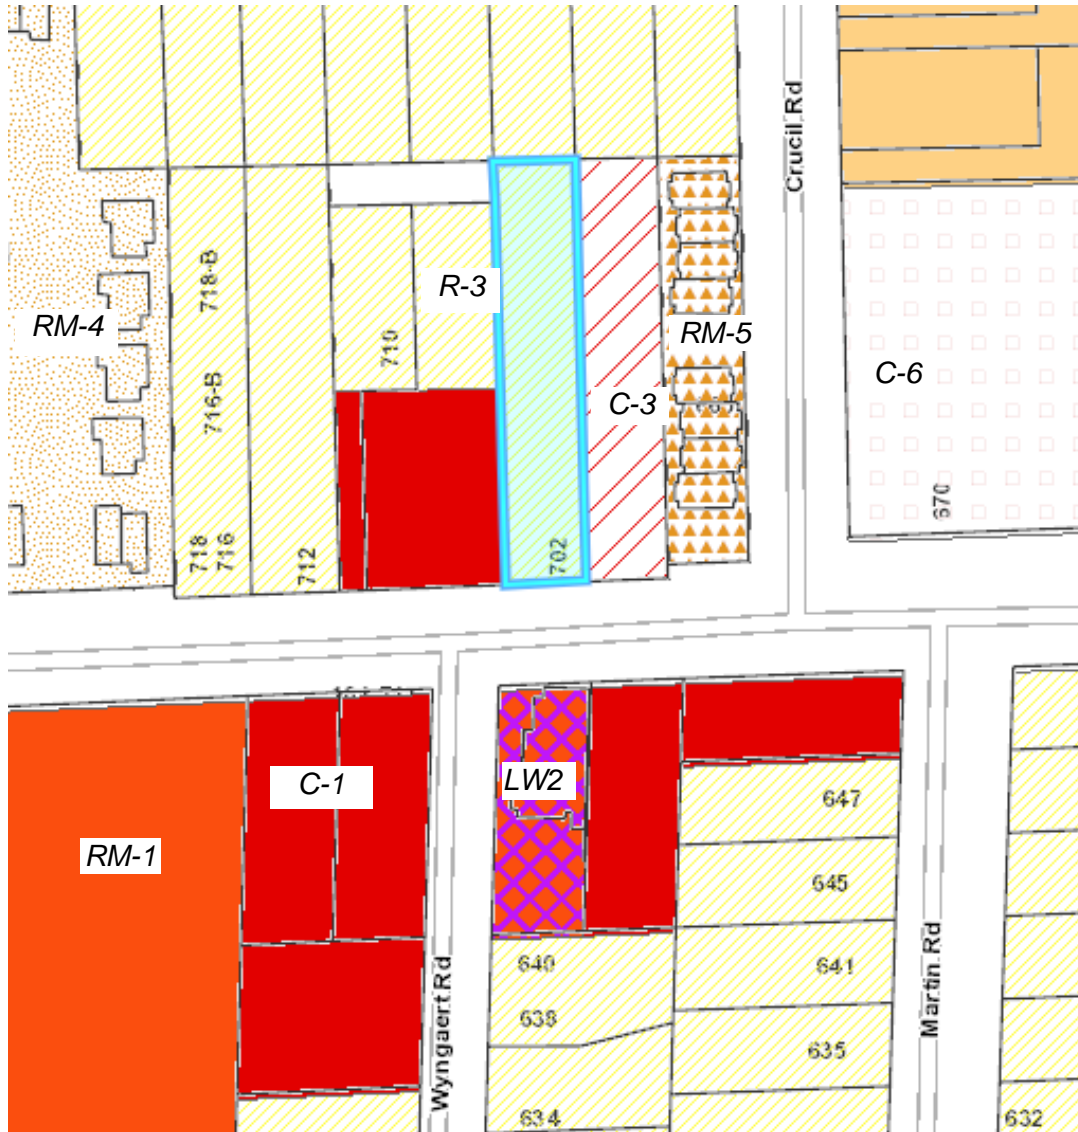 Crucil Rd
R-3
718-B
RM-4
RM-5
710
C-6
716-B
C-3
670
718
716
712
702
C-1
LW2
647
RM-1
645
640
641
638
Wyngaert Rd
Martin Rd
635
634
632